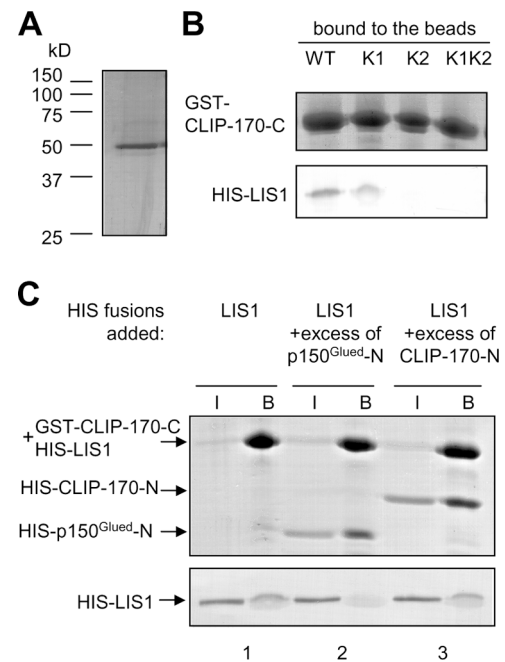 A
kD
150
100
75
50
37
25
B
bound to the beads
WT K1 K2 K1K2
GST-
CLIP-170-C
HIS-LIS1
C
HIS fusions
added:
LIS1
LIS1
+excess of
p150Glued-N
LIS1
+excess of
CLIP-170-N
I B I B I B
+GST-CLIP-170-C
HIS-LIS1
HIS-CLIP-170-N
HIS-p150Glued-N
HIS-LIS1
1 2 3